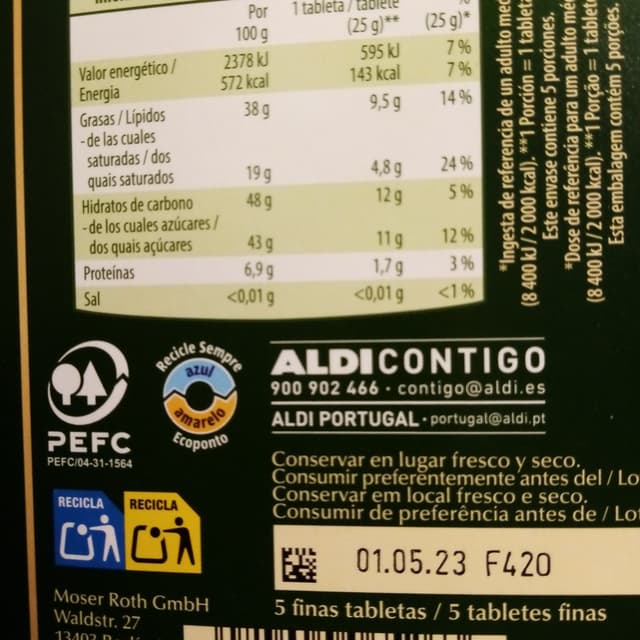 Por 1 tableta / tablete
100 g (25 g)** (25 g)*
Valor energético / 2378 kJ 595 kJ 7 %
Energia 572 kcal 143 kcal 7 %
Grasas / Lípidos 38 g 9,5 g 14 %
- de las cuales
saturadas / dos
quais saturados 19 g 4,8 g 24 %
Hidratos de carbono 48 g 12 g 5 %
- de los cuales azúcares /
dos quais açúcares 43 g 11 g 12 %
Proteínas 6,9 g 1,7 g 3 %
Sal <0,01 g <0,01 g <1 %
*Ingesta de referencia de un adulto
(8 400 kJ / 2 000 kcal). **1 Porción = 1
Este envase contiene 5 porciones.
*Dose de referência para um adulto
(8 400 kJ / 2 000 kcal). **1 Porção = 1
Esta embalagem contém 5 porções.
PEFC
PEFC/04-31-1564
Recicle Sempre
azul
amarelo
Ecoponto
ALDI CONTIGO
900 902 466 · contigo@aldi.es
ALDI PORTUGAL · portugal@aldi.pt
Conservar en lugar fresco y seco.
Consumir preferentemente antes del / Lo
Conservar em local fresco e seco.
Consumir de preferência antes de / Lo
RECICLA RECICLA
01.05.23 F420
5 finas tabletas / 5 tabletes finas
Moser Roth GmbH
Waldstr. 27